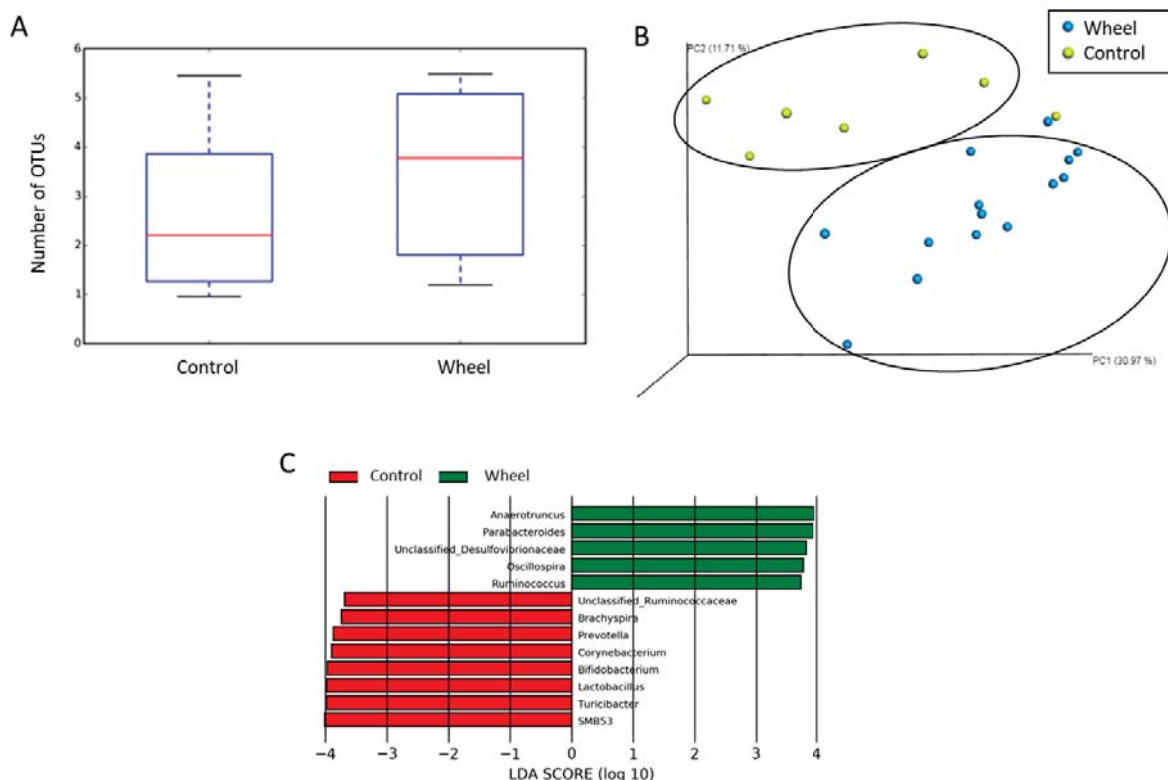 A
Number of OTUs
6
5
4
3
2
1
0
Control
Wheel
B
PC2 (11.71 %)
Wheel
Control
PC1 (30.97 %)
C
Control
Wheel
Anaerotruncus
Parabacteroides
Unclassified_Desulfovibrionaceae
Oscillospira
Ruminococcus
Unclassified_Ruminococcaceae
Brachyspira
Prevotella
Corynebacterium
Bifidobacterium
Lactobacillus
Turicibacter
SMB53
−4 −3 −2 −1 0 1 2 3 4
LDA SCORE (log 10)